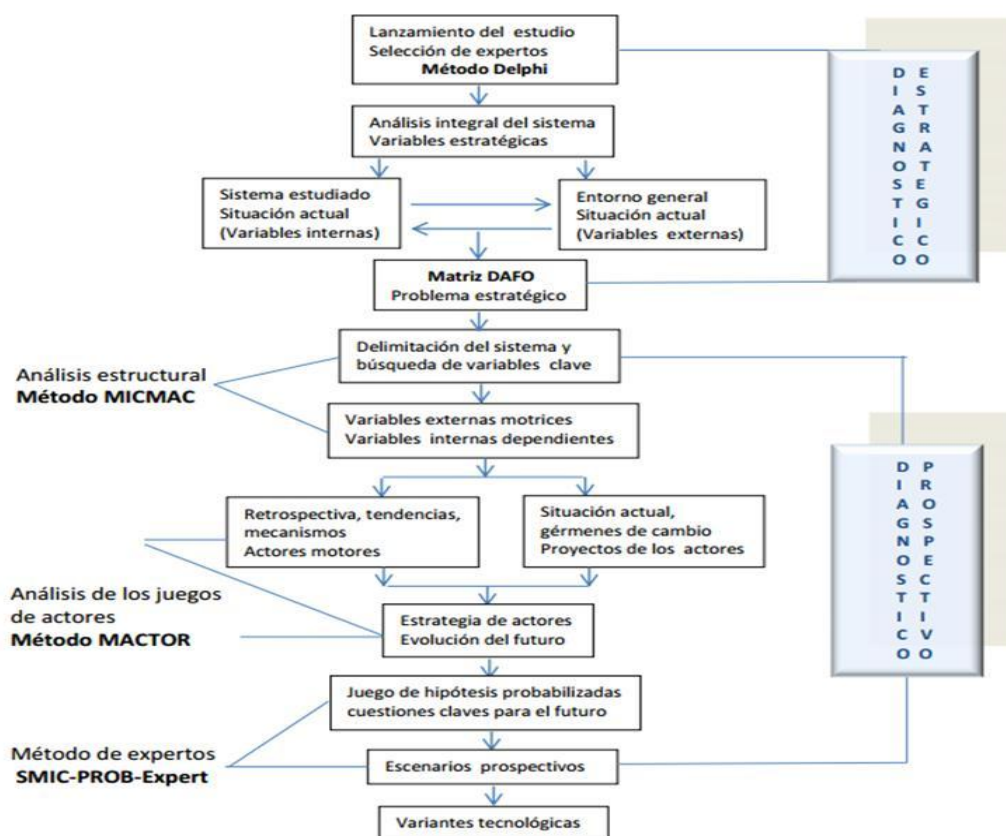 Lanzamiento del estudio
Selección de expertos
Método Delphi
Análisis integral del sistema
Variables estratégicas
Sistema estudiado
Situación actual
(Variables internas)
Entorno general
Situación actual
(Variables externas)
Matriz DAFO
Problema estratégico
DIAGNOSTICO
ESTRATEGICO
Delimitación del sistema y
búsqueda de variables clave
Análisis estructural
Método MICMAC
Variables externas motrices
Variables internas dependientes
Retrospectiva, tendencias,
mecanismos
Actores motores
Situación actual,
gérmenes de cambio
Proyectos de los actores
Análisis de los juegos
de actores
Método MACTOR
Estrategia de actores
Evolución del futuro
DIAGNOSTICO
PROSPECTIVO
Juego de hipótesis probabilizadas
cuestiones claves para el futuro
Método de expertos
SMIC-PROB-Expert
Escenarios prospectivos
Variantes tecnológicas